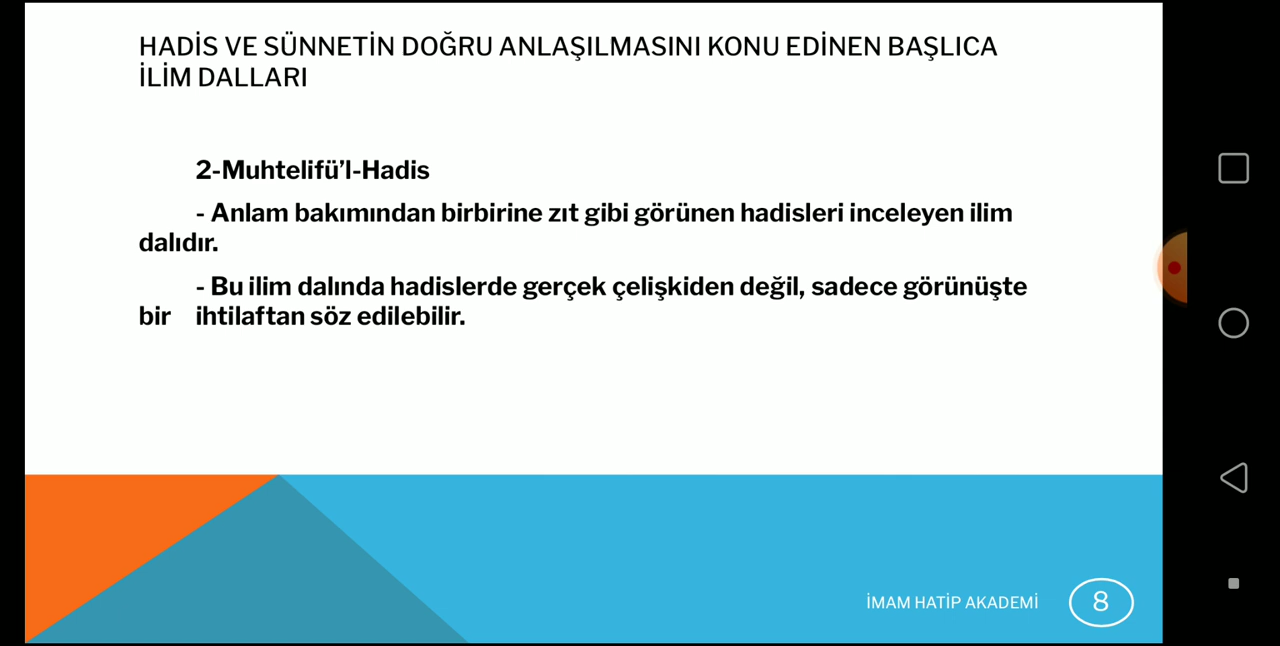 HADİS VE SÜNNETİN DOĞRU ANLAŞILMASINI KONU EDİNEN BAŞLICA
İLİM DALLARI
2-Muhtelifü’l-Hadis
- Anlam bakımından birbirine zıt gibi görünen hadisleri inceleyen ilim
dalıdır.
- Bu ilim dalında hadislerde gerçek çelişkiden değil, sadece görünüşte
bir ihtilaftan söz edilebilir.
İMAM HATİP AKADEMİ
8